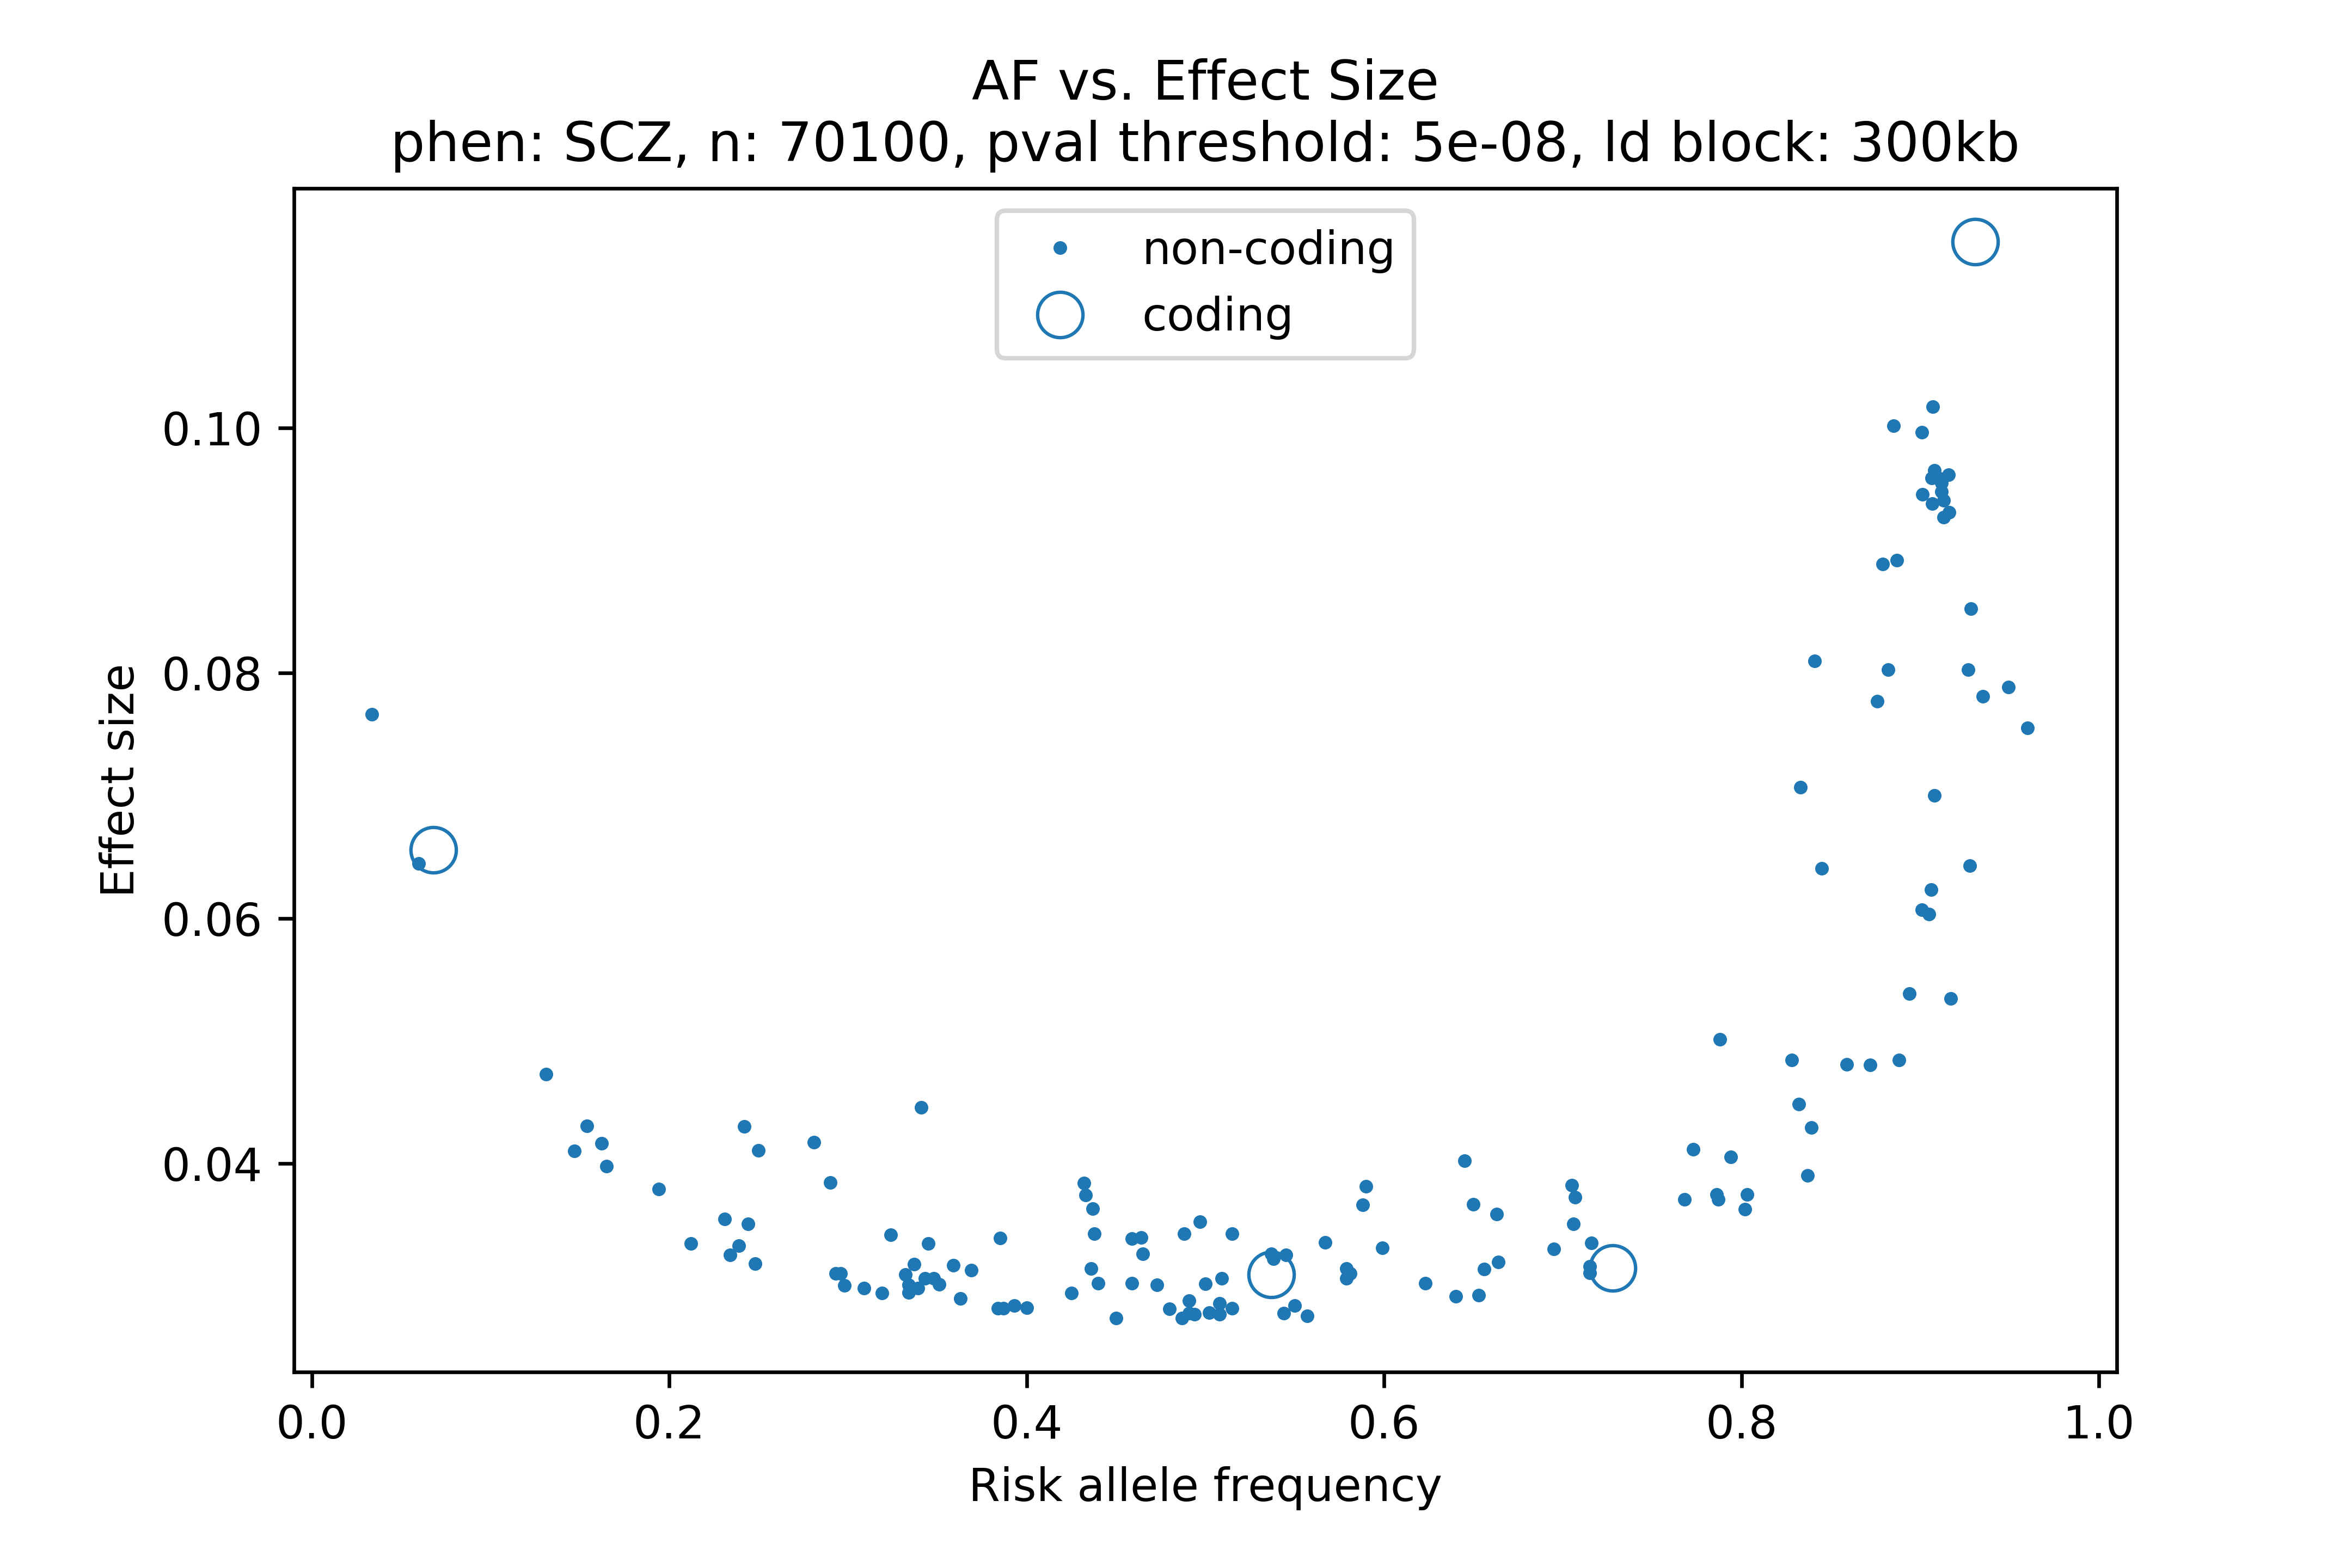 AF vs. Effect Size
phen: SCZ, n: 70100, pval threshold: 5e-08, ld block: 300kb
non-coding
coding
0.10
0.08
0.06
0.04
Effect size
0.0 0.2 0.4 0.6 0.8 1.0
Risk allele frequency